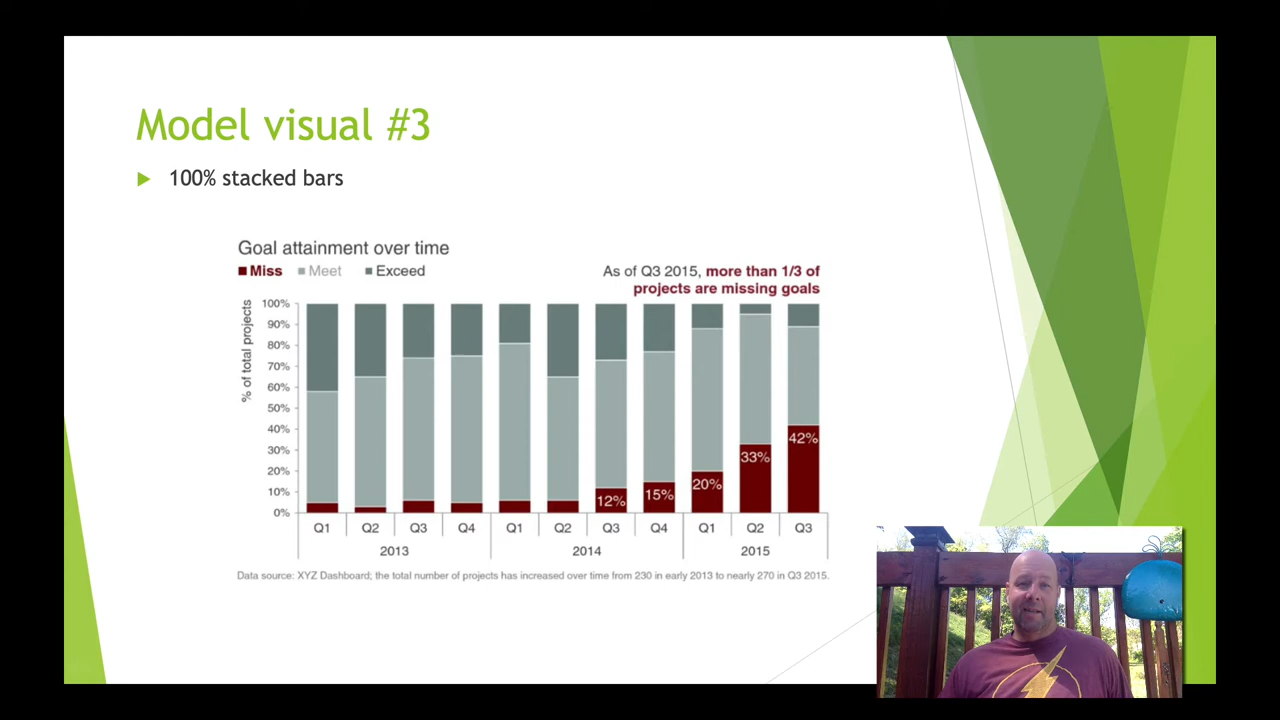 Model visual #3
100% stacked bars
Goal attainment over time
Miss Meet Exceed
As of Q3 2015, more than 1/3 of
projects are missing goals
% of total projects
100%
90%
80%
70%
60%
50%
40%
30%
20%
10%
0%
12% 15% 20% 33% 42%
Q1 Q2 Q3 Q4 Q1 Q2 Q3 Q4 Q1 Q2 Q3
2013 2014 2015
Data source: XYZ Dashboard; the total number of projects has increased over time from 230 in early 2013 to nearly 270 in Q3 2015.